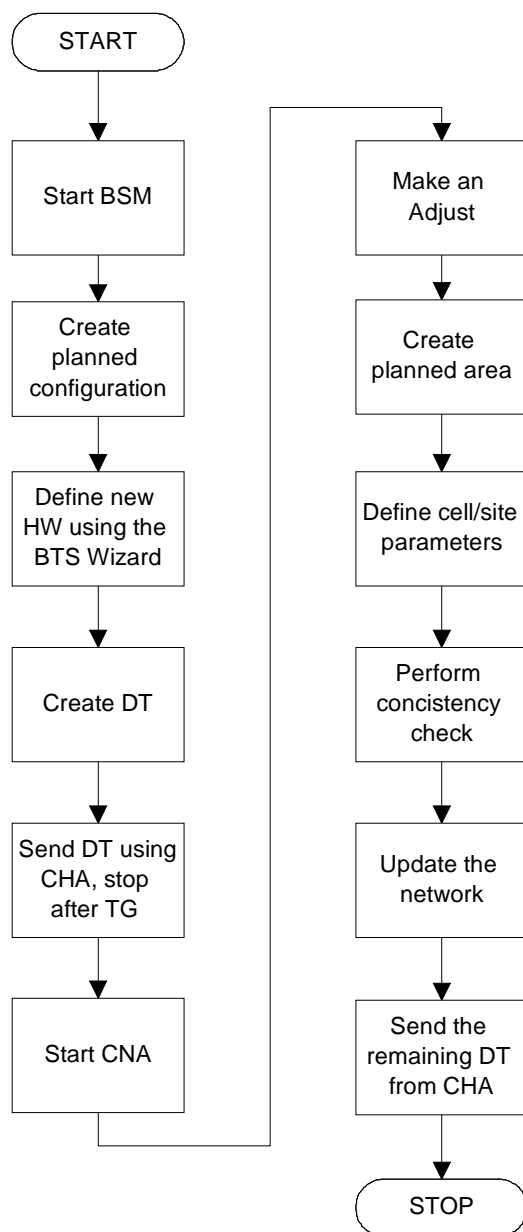 START
Start BSM
Create
planned
configuration
Define new
HW using the
BTS Wizard
Create DT
Send DT using
CHA, stop
after TG
Start CNA
Make an
Adjust
Create
planned area
Define cell/site
parameters
Perform
concistency
check
Update the
network
Send the
remaining DT
from CHA
STOP